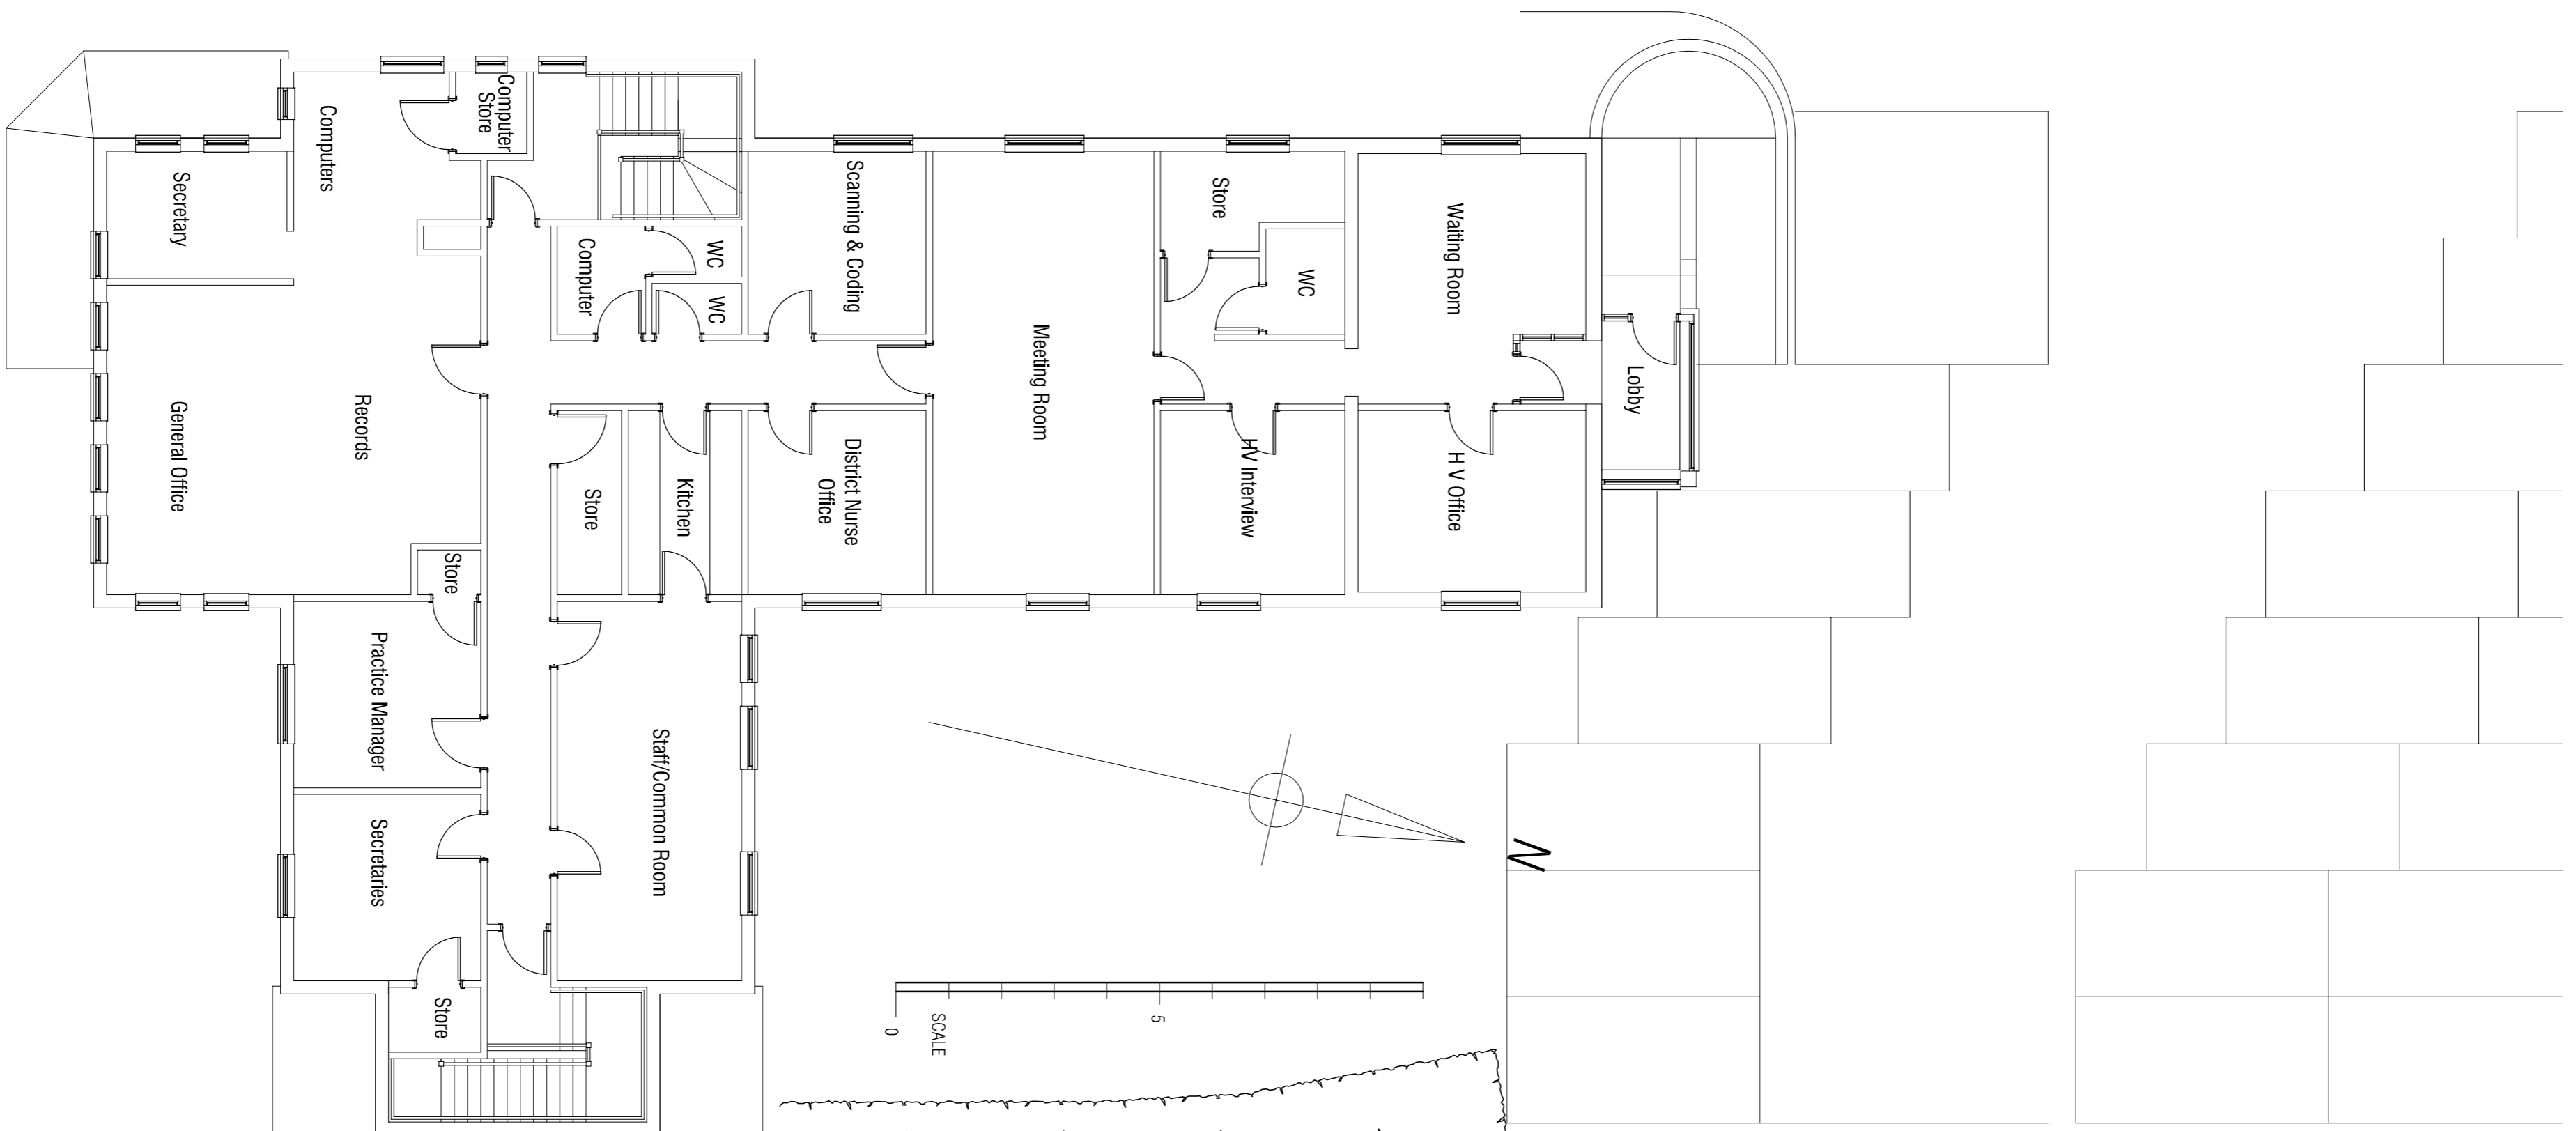 Computer
Store
Computers
Secretary
Scanning & Coding
Store
Waiting Room
WC
Computer
WC
WC
Meeting Room
Lobby
Records
General Office
Store
Kitchen
District Nurse
Office
HV Interview
H V Office
Store
Practice Manager
Staff/Common Room
Secretaries
Store
N
SCALE
0
5